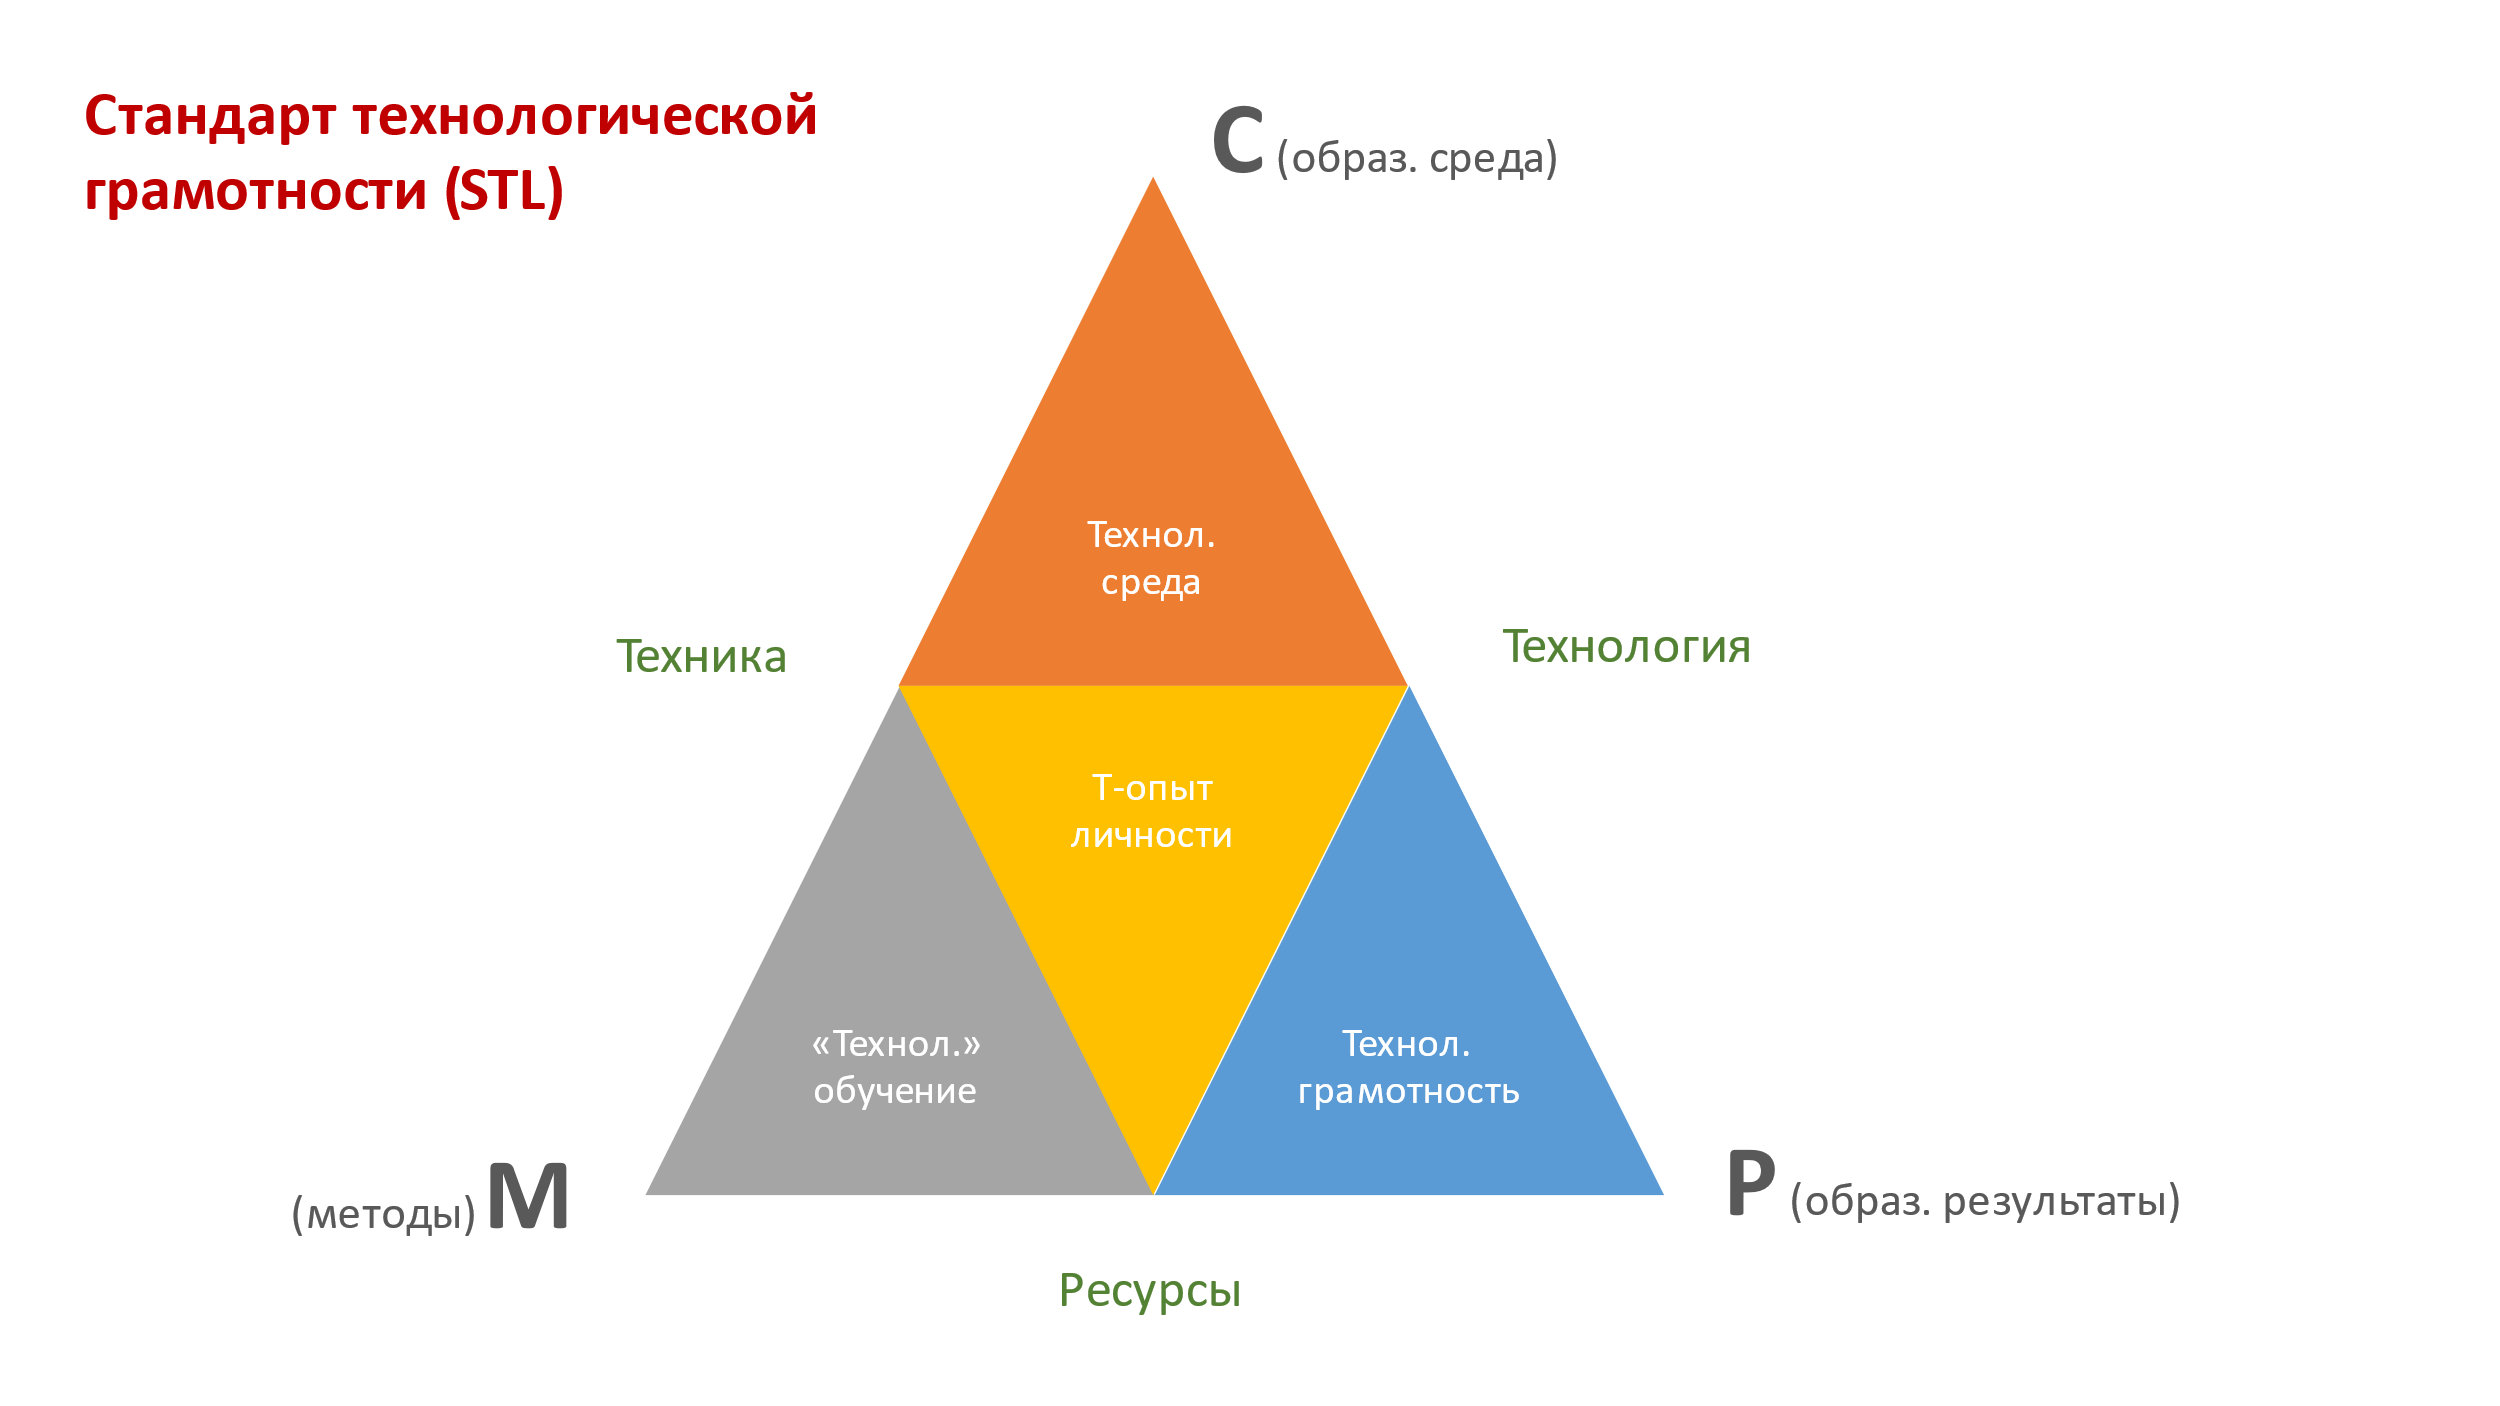 Стандарт технологической
грамотности (STL)
С (образ. среда)
Технол.
среда
Техника
Технология
Т-опыт
личности
«Технол.»
обучение
Технол.
грамотность
(методы) М
Р (образ. результаты)
Ресурсы